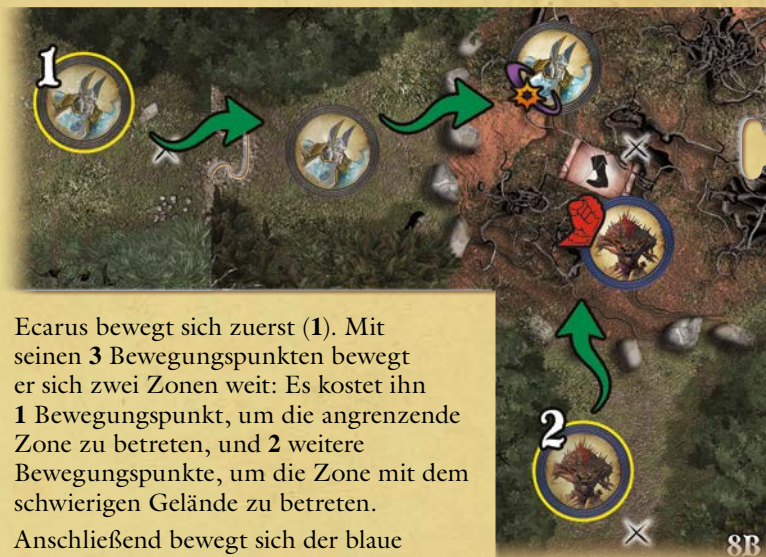 1
2
8B
Ecarus bewegt sich zuerst (1). Mit
seinen 3 Bewegungspunkten bewegt
er sich zwei Zonen weit: Es kostet ihn
1 Bewegungspunkt, um die angrenzende
Zone zu betreten, und 2 weitere
Bewegungspunkte, um die Zone mit dem
schwierigen Gelände zu betreten.
Anschließend bewegt sich der blaue